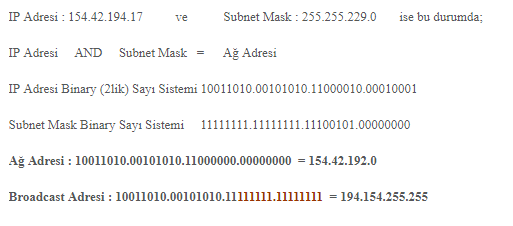 IP Adresi : 154.42.194.17 ve Subnet Mask : 255.255.229.0 ise bu durumda;
IP Adresi AND Subnet Mask = Ağ Adresi
IP Adresi Binary (2lik) Sayı Sistemi 10011010.00101010.11000010.00010001
Subnet Mask Binary Sayı Sistemi 11111111.11111111.11100101.00000000
Ağ Adresi : 10011010.00101010.11000000.00000000 = 154.42.192.0
Broadcast Adresi : 10011010.00101010.11111111.11111111 = 194.154.255.255